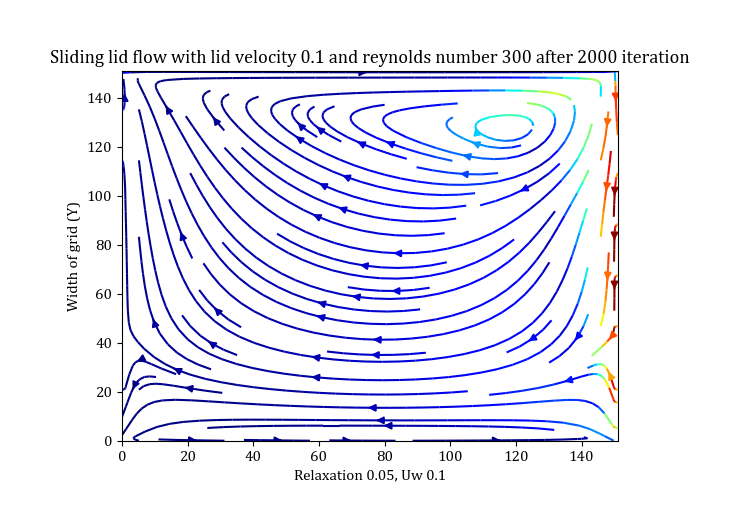 Sliding lid flow with lid velocity 0.1 and reynolds number 300 after 2000 iteration
140
120
100
80
60
40
20
0
Width of grid (Y)
0 20 40 60 80 100 120 140
Relaxation 0.05, Uw 0.1